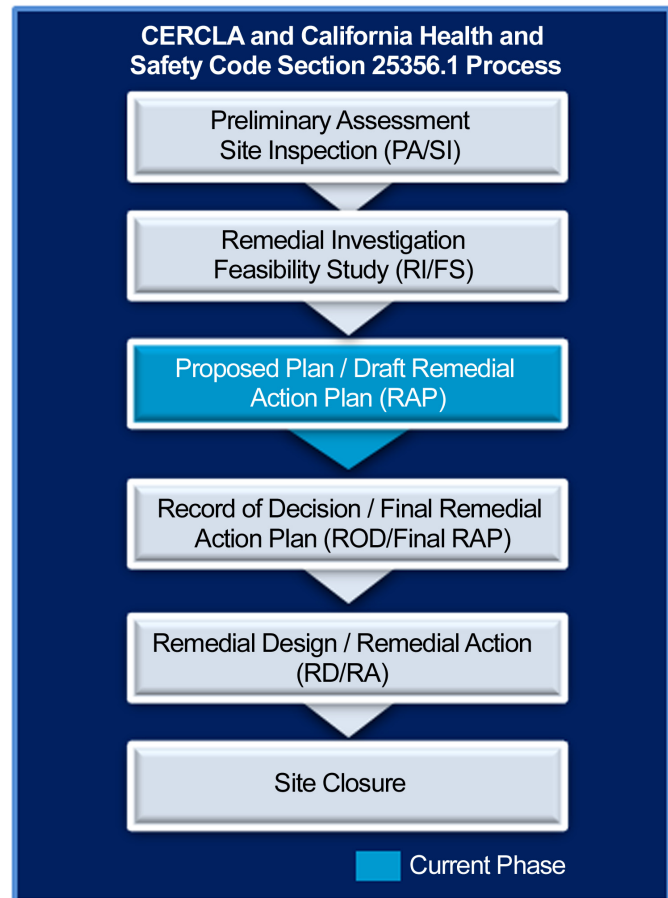 CERCLA and California Health and
Safety Code Section 25356.1 Process
Preliminary Assessment
Site Inspection (PA/SI)
Remedial Investigation
Feasibility Study (RI/FS)
Proposed Plan / Draft Remedial
Action Plan (RAP)
Record of Decision / Final Remedial
Action Plan (ROD/Final RAP)
Remedial Design / Remedial Action
(RD/RA)
Site Closure
Current Phase